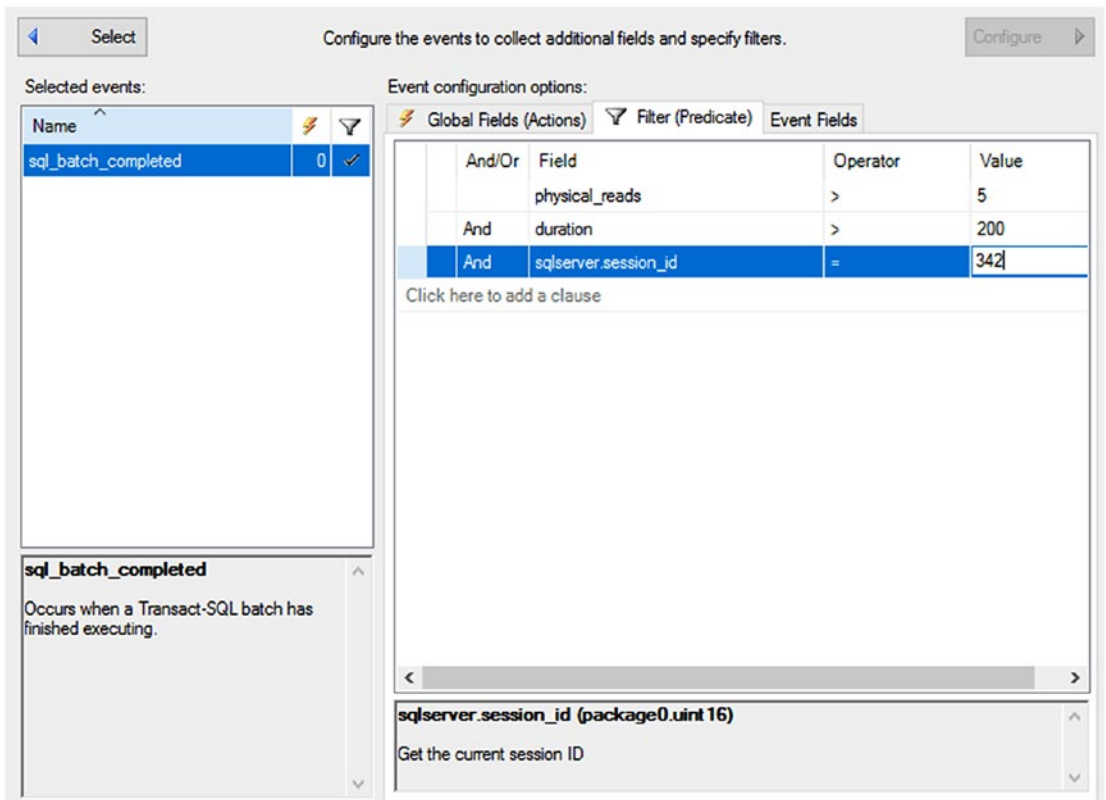 Select
Configure the events to collect additional fields and specify filters.
Configure
Selected events:
Event configuration options:
Name
Global Fields (Actions)
Filter (Predicate)
Event Fields
sql_batch_completed 0
And/Or Field Operator Value
physical_reads > 5
And duration > 200
And sqlserver.session_id = 342
Click here to add a clause
sql_batch_completed
Occurs when a Transact-SQL batch has
finished executing.
sqlserver.session_id (package0.uint16)
Get the current session ID